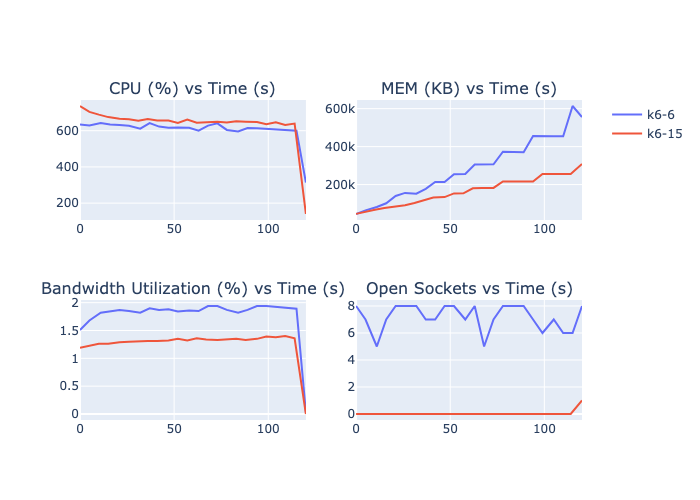 CPU (%) vs Time (s)
MEM (KB) vs Time (s)
600
400
200
0
50
100
600k
400k
200k
0
50
100
k6-6
k6-15
Bandwidth Utilization (%) vs Time (s)
Open Sockets vs Time (s)
2
1.5
1
0.5
0
0
50
100
8
6
4
2
0
0
50
100